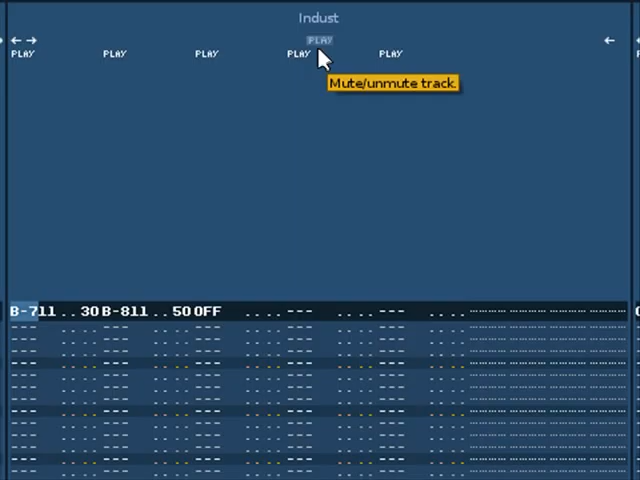 Indust
PLAY
PLAY PLAY PLAY PLAY PLAY
Mute/unmute track.
B-711 .. 30 B-811 .. 50 OFF .... --- .... --- ....